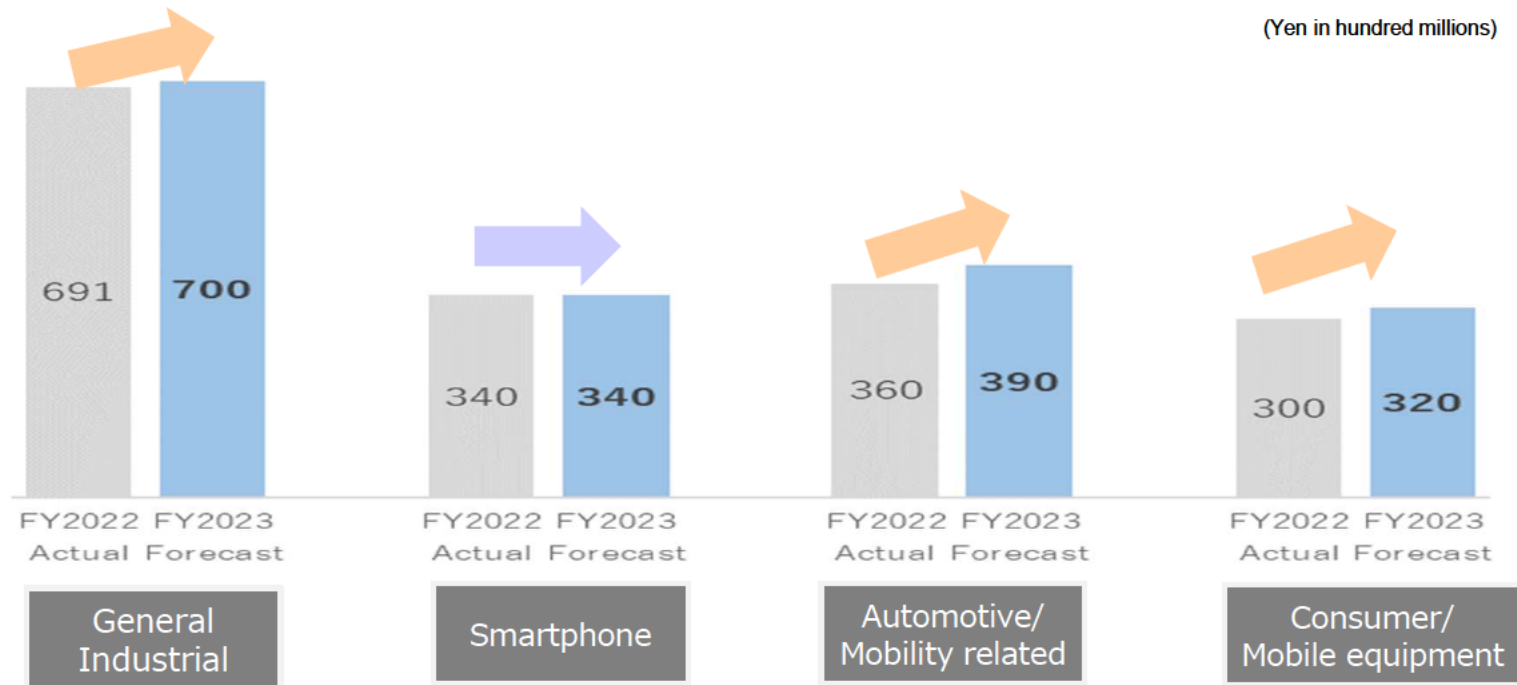 (Yen in hundred millions)
691
700
340
340
360
390
300
320
FY2022 FY2023
Actual Forecast
FY2022 FY2023
Actual Forecast
FY2022 FY2023
Actual Forecast
FY2022 FY2023
Actual Forecast
General
Industrial
Smartphone
Automotive/
Mobility related
Consumer/
Mobile equipment